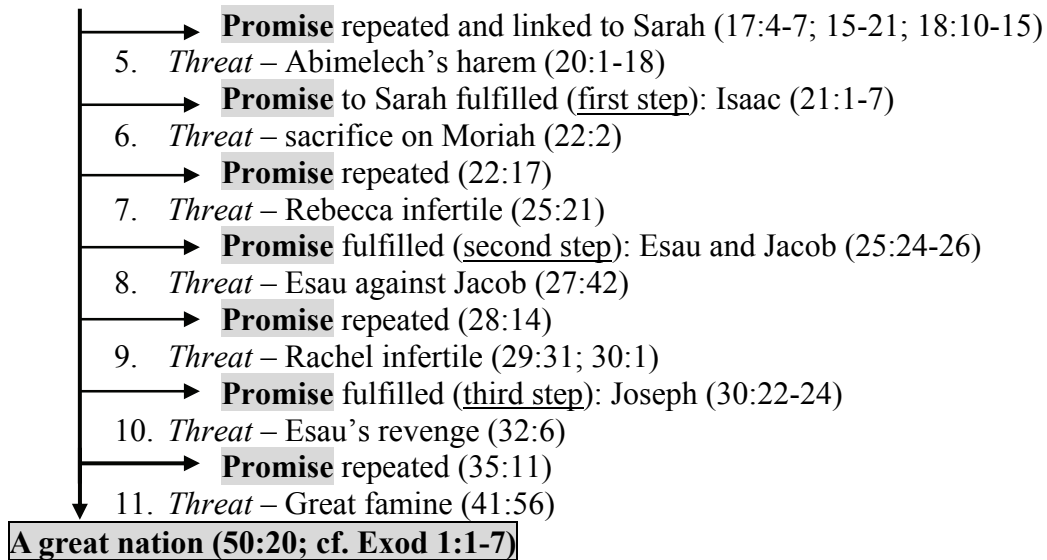 Promise repeated and linked to Sarah (17:4-7; 15-21; 18:10-15)
5. Threat – Abimelech’s harem (20:1-18)
Promise to Sarah fulfilled (first step): Isaac (21:1-7)
6. Threat – sacrifice on Moriah (22:2)
Promise repeated (22:17)
7. Threat – Rebecca infertile (25:21)
Promise fulfilled (second step): Esau and Jacob (25:24-26)
8. Threat – Esau against Jacob (27:42)
Promise repeated (28:14)
9. Threat – Rachel infertile (29:31; 30:1)
Promise fulfilled (third step): Joseph (30:22-24)
10. Threat – Esau’s revenge (32:6)
Promise repeated (35:11)
11. Threat – Great famine (41:56)
A great nation (50:20; cf. Exod 1:1-7)